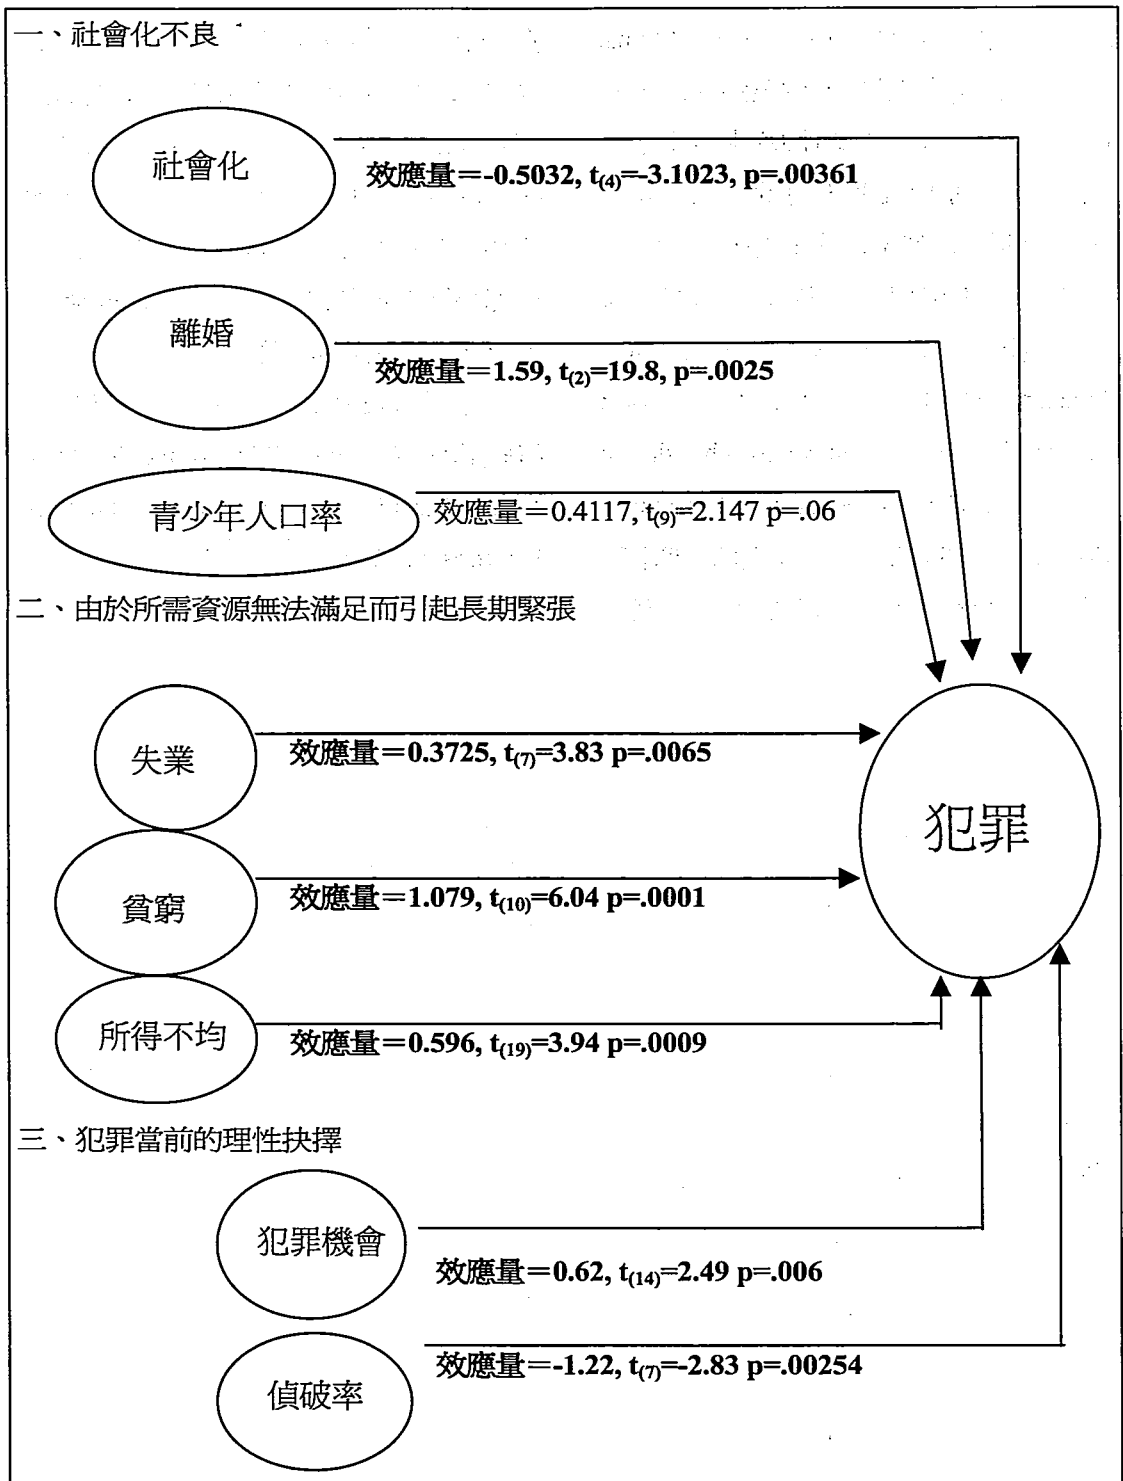 一、社會化不良
社會化
效應量＝-0.5032, t(4)=-3.1023, p=.00361
離婚
效應量＝1.59, t(2)=19.8, p=.0025
青少年人口率
效應量＝0.4117, t(9)=2.147 p=.06
二、由於所需資源無法滿足而引起長期緊張
失業
效應量＝0.3725, t(7)=3.83 p=.0065
犯罪
貧窮
效應量＝1.079, t(10)=6.04 p=.0001
所得不均
效應量＝0.596, t(19)=3.94 p=.0009
三、犯罪當前的理性抉擇
犯罪機會
效應量＝0.62, t(14)=2.49 p=.006
偵破率
效應量＝-1.22, t(7)=-2.83 p=.00254